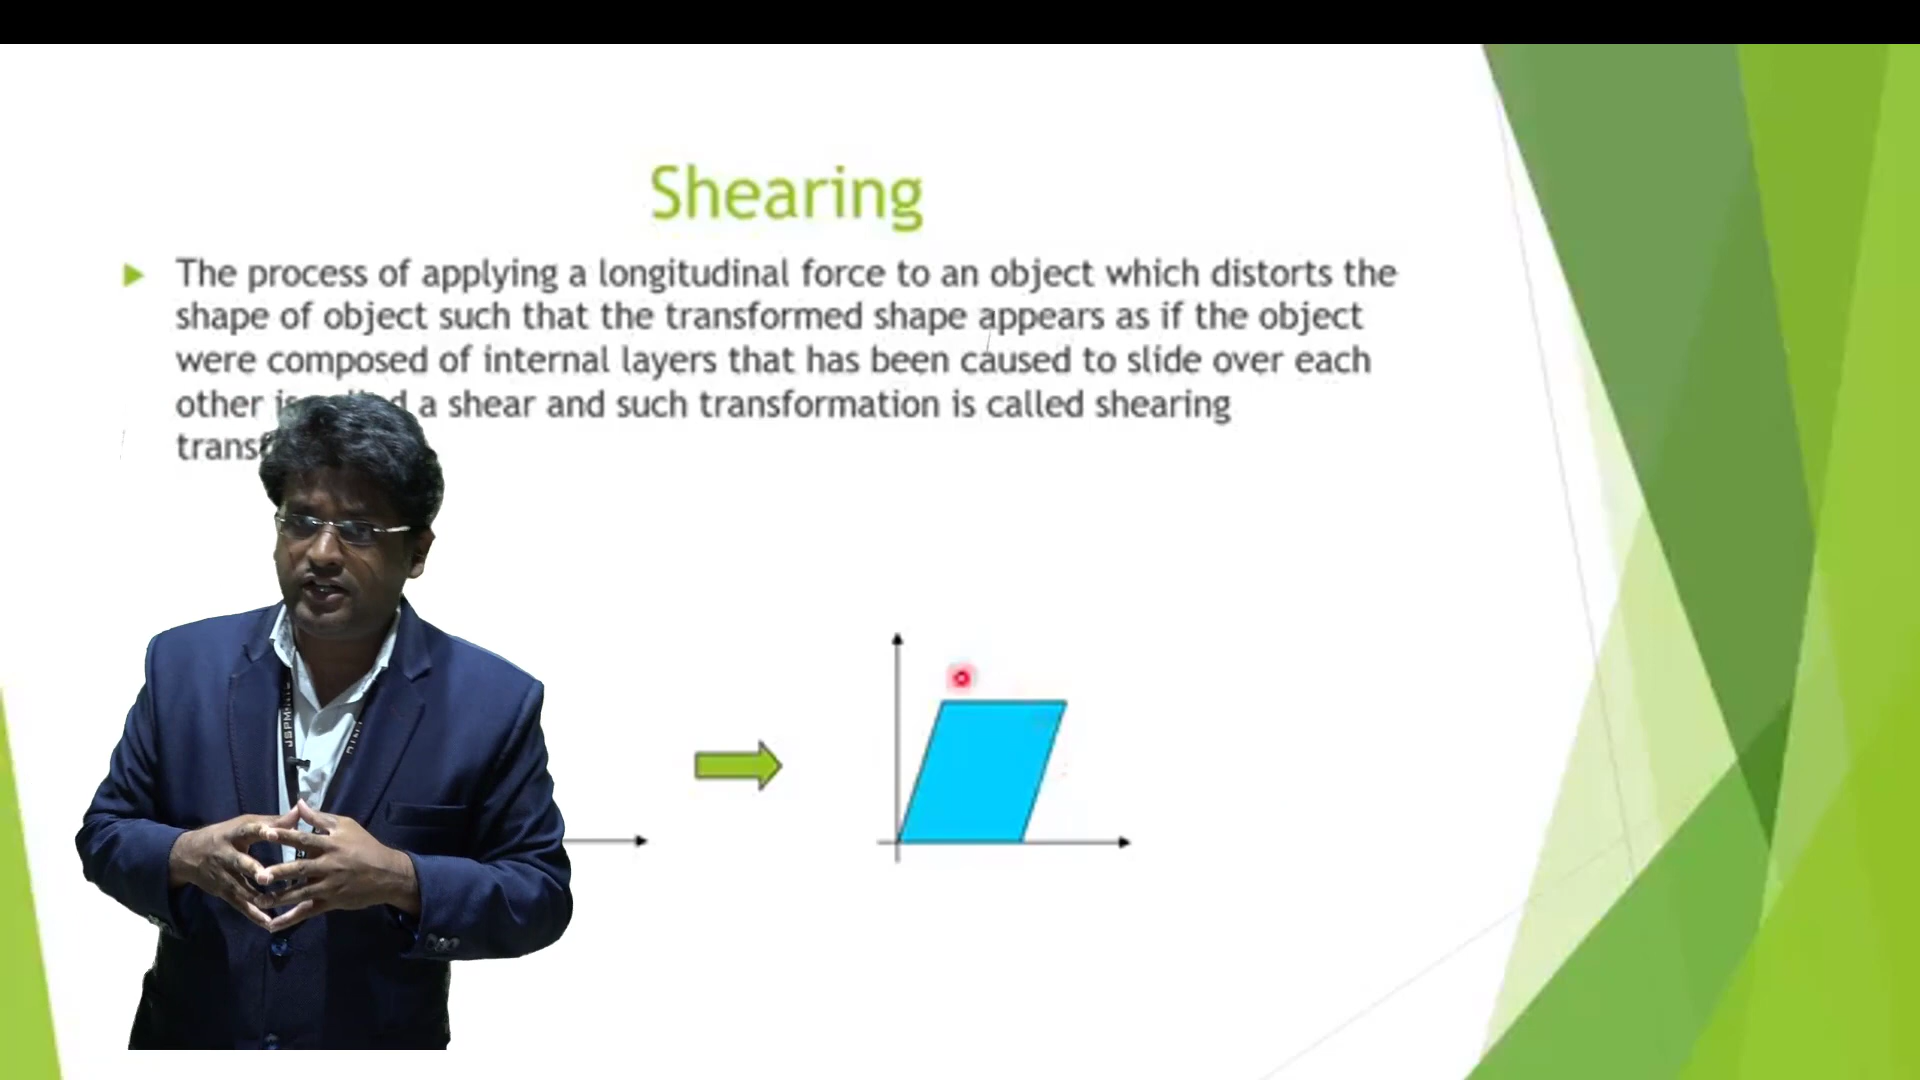 Shearing
The process of applying a longitudinal force to an object which distorts the
shape of object such that the transformed shape appears as if the object
were composed of internal layers that has been caused to slide over each
other a shear and such transformation is called shearing
JSPM